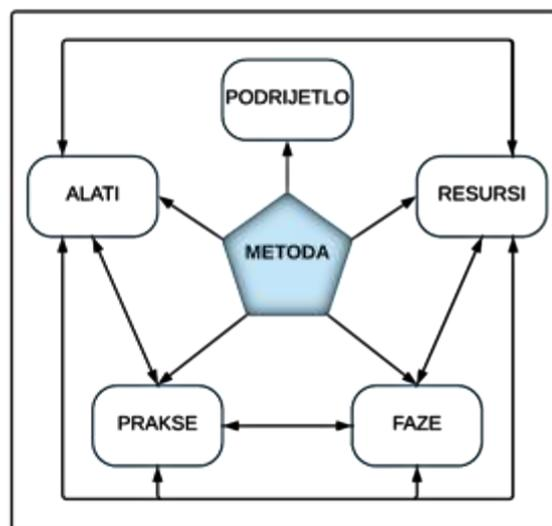 PODRIJETLO
ALATI
RESURSI
METODA
PRAKSE
FAZE